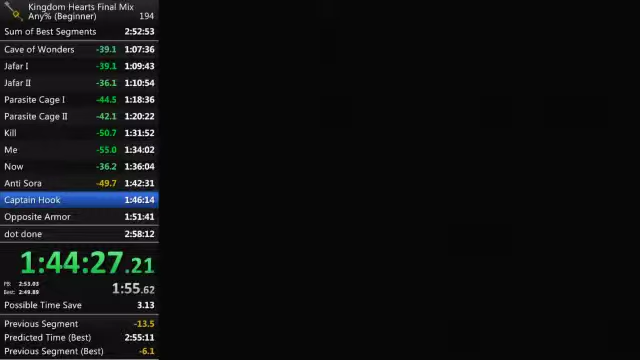 Kingdom Hearts Final Mix
Any% (Beginner) 194
Sum of Best Segments 2:52:53
Cave of Wonders -39.1 1:07:36
Jafar I -39.1 1:09:43
Jafar II -36.1 1:10:54
Parasite Cage I -44.5 1:18:36
Parasite Cage II -42.1 1:20:22
Kill -50.7 1:31:52
Me -55.0 1:34:02
Now -36.2 1:36:04
Anti Sora -49.7 1:42:31
Captain Hook 1:46:14
Opposite Armor 1:51:41
dot done 2:58:12
1:44:27.21
PB: 2:53.03
Best: 2:49.89
1:55.62
Possible Time Save 3.13
Previous Segment -13.5
Predicted Time (Best) 2:55:11
Previous Segment (Best) -6.1